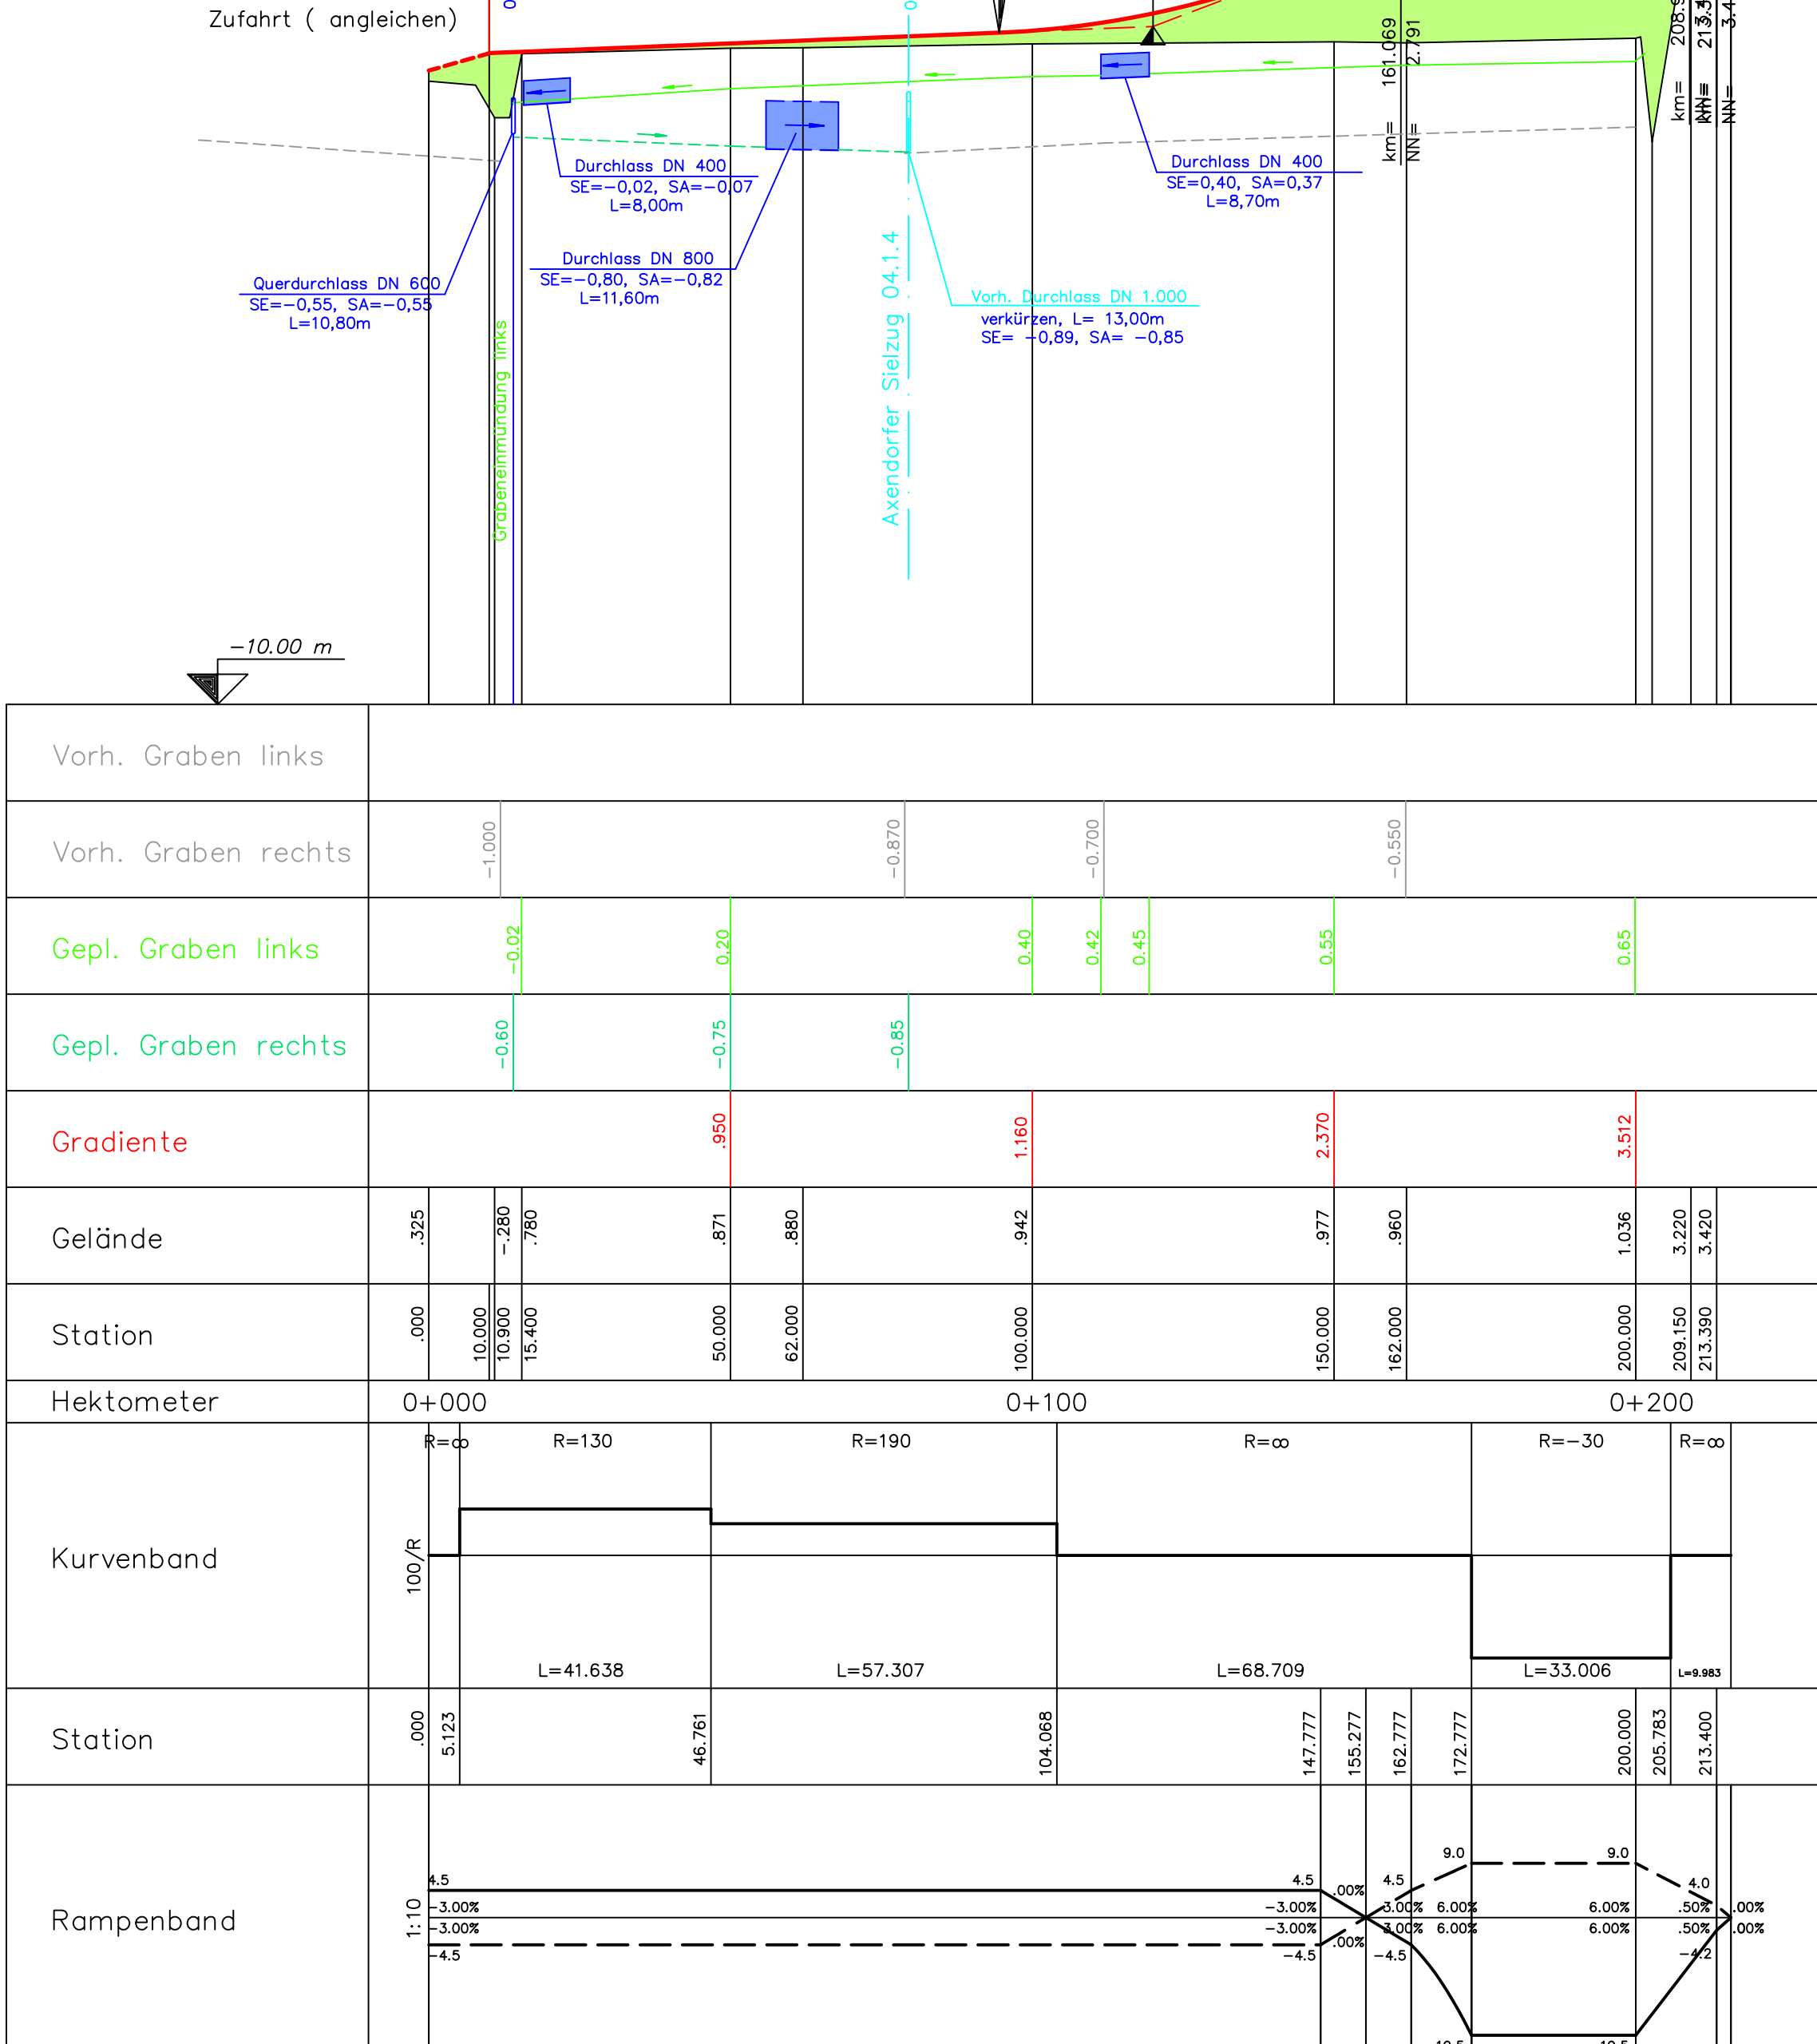 Zufahrt ( angleichen)
0
0
km= 161.069
NN= 2.791
km= 208.9
NN=
km= 213.
NN= 3.4
Durchlass DN 400
SE=-0,02, SA=-0,07
L=8,00m
Durchlass DN 400
SE=0,40, SA=0,37
L=8,70m
Durchlass DN 800
SE=-0,80, SA=-0,82
L=11,60m
Querdurchlass DN 600
SE=-0,55, SA=-0,55
L=10,80m
Vorh. Durchlass DN 1.000
verkürzen, L= 13,00m
SE= -0,89, SA= -0,85
Grabeneinmündung links
Axendorfer Sielzug 04.1.4
-10.00 m
Vorh. Graben links
Vorh. Graben rechts
-1.000 -0.870 -0.700 -0.550
Gepl. Graben links
-0.02 0,20 0.40 0.42 0.45 0.55 0.65
Gepl. Graben rechts
-0.60 -0.75 -0.85
Gradiente
.950 1.160 2.370 3.512
Gelände
.325 -.280 .780 .871 .880 .942 .977 .960 1.036 3.220 3.420
Station
.000 10.000 10.900 15.400 50.000 62.000 100.000 150.000 162.000 200.000 209.150 213.390
Hektometer
0+000 0+100 0+200
R=∞ R=130 R=190 R=∞ R=-30 R=∞
Kurvenband
100/R
L=41.638 L=57.307 L=68.709 L=33.006 L=9.983
Station
.000 5.123 46.761 104.068 147.777 155.277 162.777 172.777 200.000 205.783 213.400
Rampenband
1:10
9.0 9.0
4.5 4.5 .00% 4.5 4.0
-3.00% -3.00% 3.00% 6.00% 6.00% .50% .00%
-3.00% -3.00% 3.00% 6.00% 6.00% .50% .00%
-4.5 -4.5 .00% -4.5 -4.2